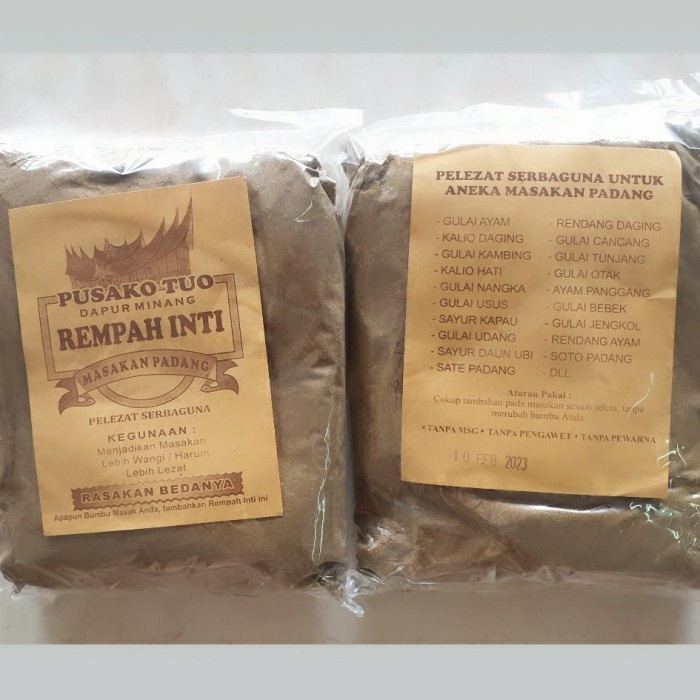 PUSAKO TUO
DAPUR MINANG
REMPAH INTI
MASAKAN PADANG
PELEZAT SERBAGUNA
KEGUNAAN :
Menjadikan Masakan
Lebih Wangi / Harum
Lebih Lezat
RASAKAN BEDANYA
Apapun Bumbu Masak Anda, tambahkan Rempah Inti ini
PELEZAT SERBAGUNA UNTUK
ANEKA MASAKAN PADANG
- GULAI AYAM
- KALIO DAGING
- GULAI KAMBING
- KALIO HATI
- GULAI NANGKA
- GULAI USUS
- SAYUR KAPAU
- GULAI UDANG
- SAYUR DAUN UBI
- SATE PADANG
- RENDANG DAGING
- GULAI CANCANG
- GULAI TUNJANG
- GULAI OTAK
- AYAM PANGGANG
- GULAI BEBEK
- GULAI JENGKOL
- RENDANG AYAM
- SOTO PADANG
- DLL
Aturan Pakai :
Cukup tambahan pada masakan sesuai selera, tanpa
merubah bumbu Anda.
• TANPA MSG • TANPA PENGAWET • TANPA PEWARNA
10 FEB 2023